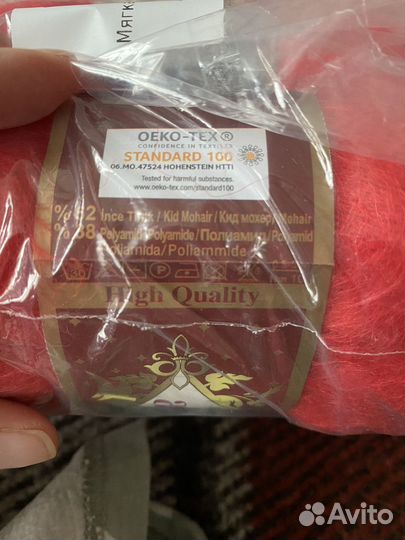 Мягк
OEKO-TEX®
CONFIDENCE IN TEXTILES
STANDARD 100
06.MO.47524 HOHENSTEIN HTTI
Tested for harmful substances.
www.oeko-tex.com/standard100
%62 Ince Tiftik / Kid Mohair / Кид мохер / Mohair
%38 Polyamid/Polyamide/Полиамид/Polyamid
Poliamida/Poliammide
High Quality
Avito